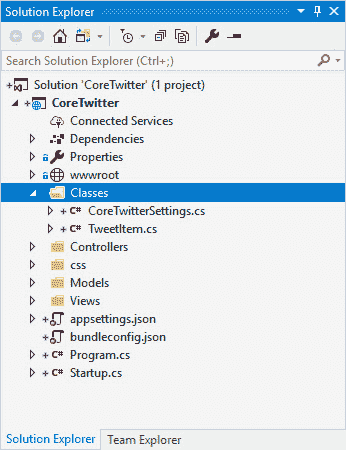 Solution Explorer
Search Solution Explorer (Ctrl+;)
Solution 'CoreTwitter' (1 project)
CoreTwitter
Connected Services
Dependencies
Properties
wwwroot
Classes
C# CoreTwitterSettings.cs
C# TweetItem.cs
Controllers
css
Models
Views
appsettings.json
bundleconfig.json
C# Program.cs
C# Startup.cs
Solution Explorer Team Explorer